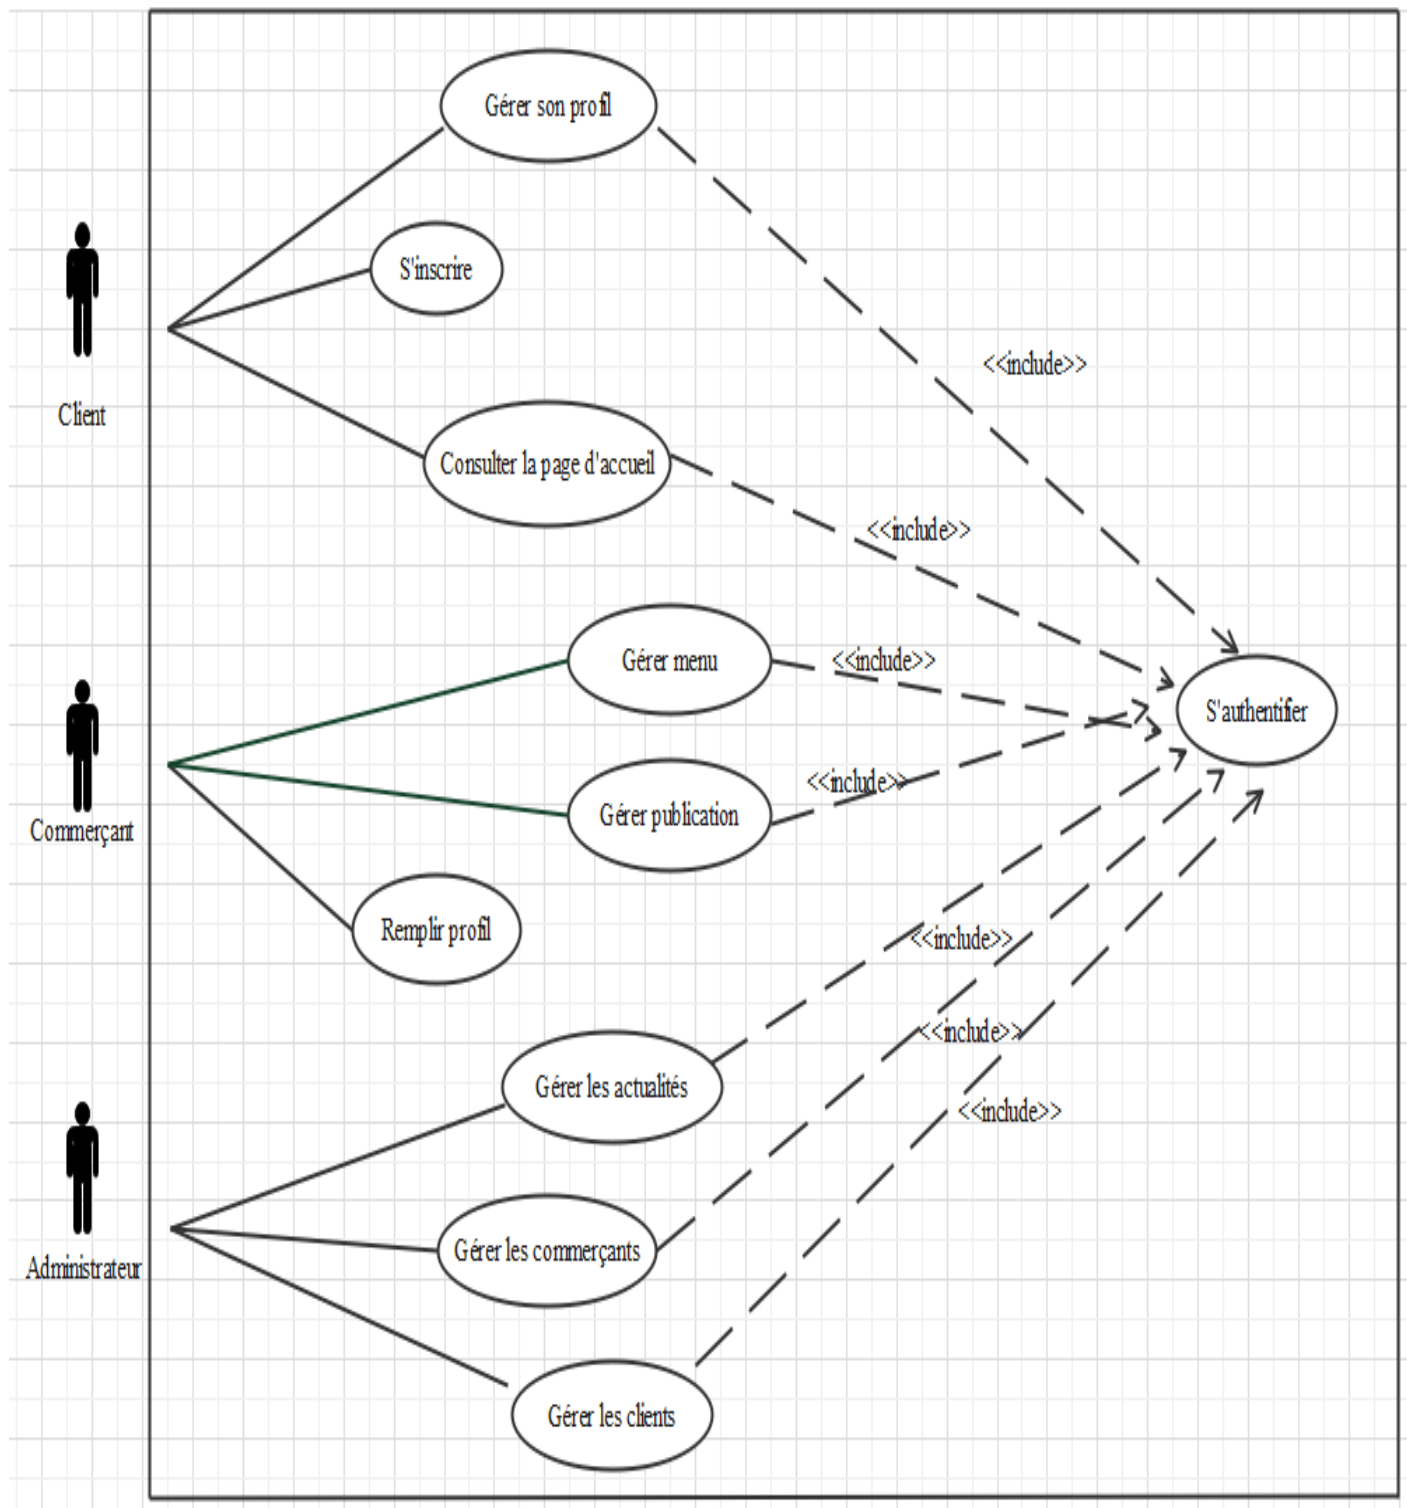 Gérer son profil
S'inscrire
<<include>>
Client
Consulter la page d'accueil
<<include>>
Gérer menu
<<include>>
S'authentifier
<<include>>
Gérer publication
Commerçant
Remplir profil
<<include>>
<<include>>
Gérer les actualités
<<include>>
Gérer les commerçants
Administrateur
Gérer les clients